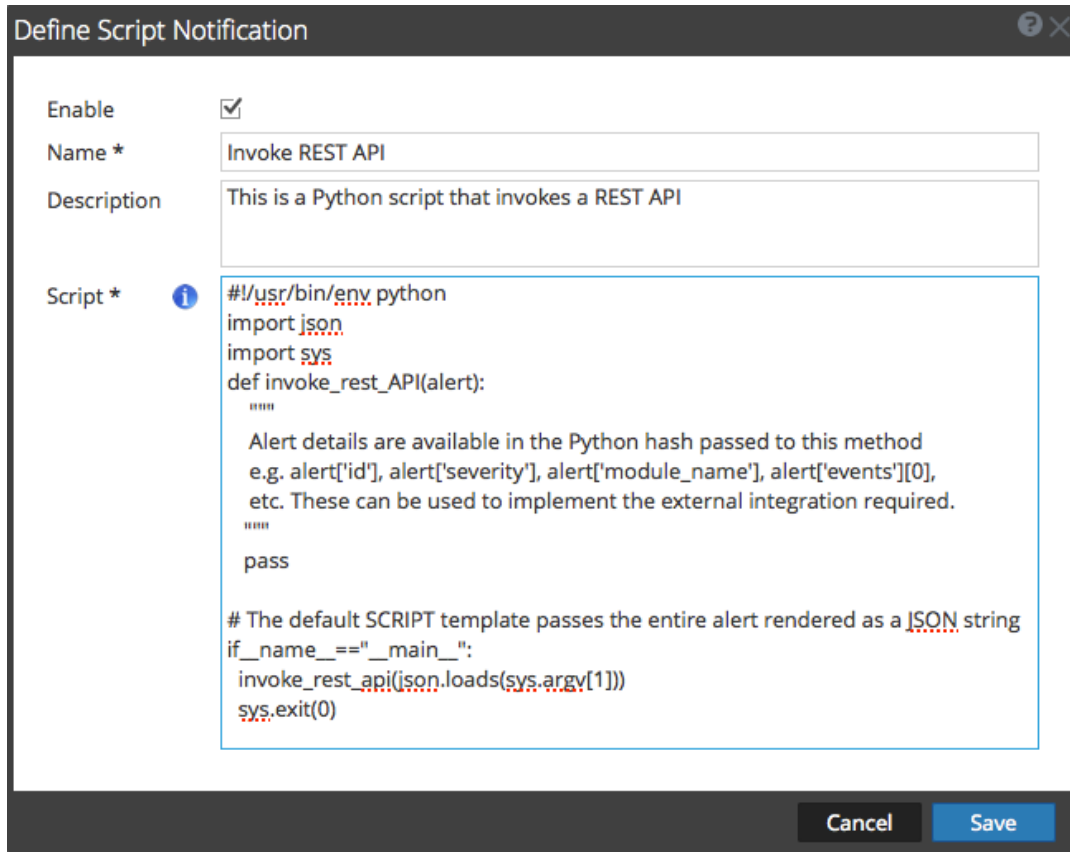 Define Script Notification
Enable
Name *
Invoke REST API
Description
This is a Python script that invokes a REST API
Script *
#!/usr/bin/env python
import json
import sys
def invoke_rest_API(alert):
"""
Alert details are available in the Python hash passed to this method
e.g. alert['id'], alert['severity'], alert['module_name'], alert['events'][0],
etc. These can be used to implement the external integration required.
"""
pass
# The default SCRIPT template passes the entire alert rendered as a JSON string
if__name__=="__main__":
invoke_rest_api(json.loads(sys.argv[1]))
sys.exit(0)
Cancel
Save